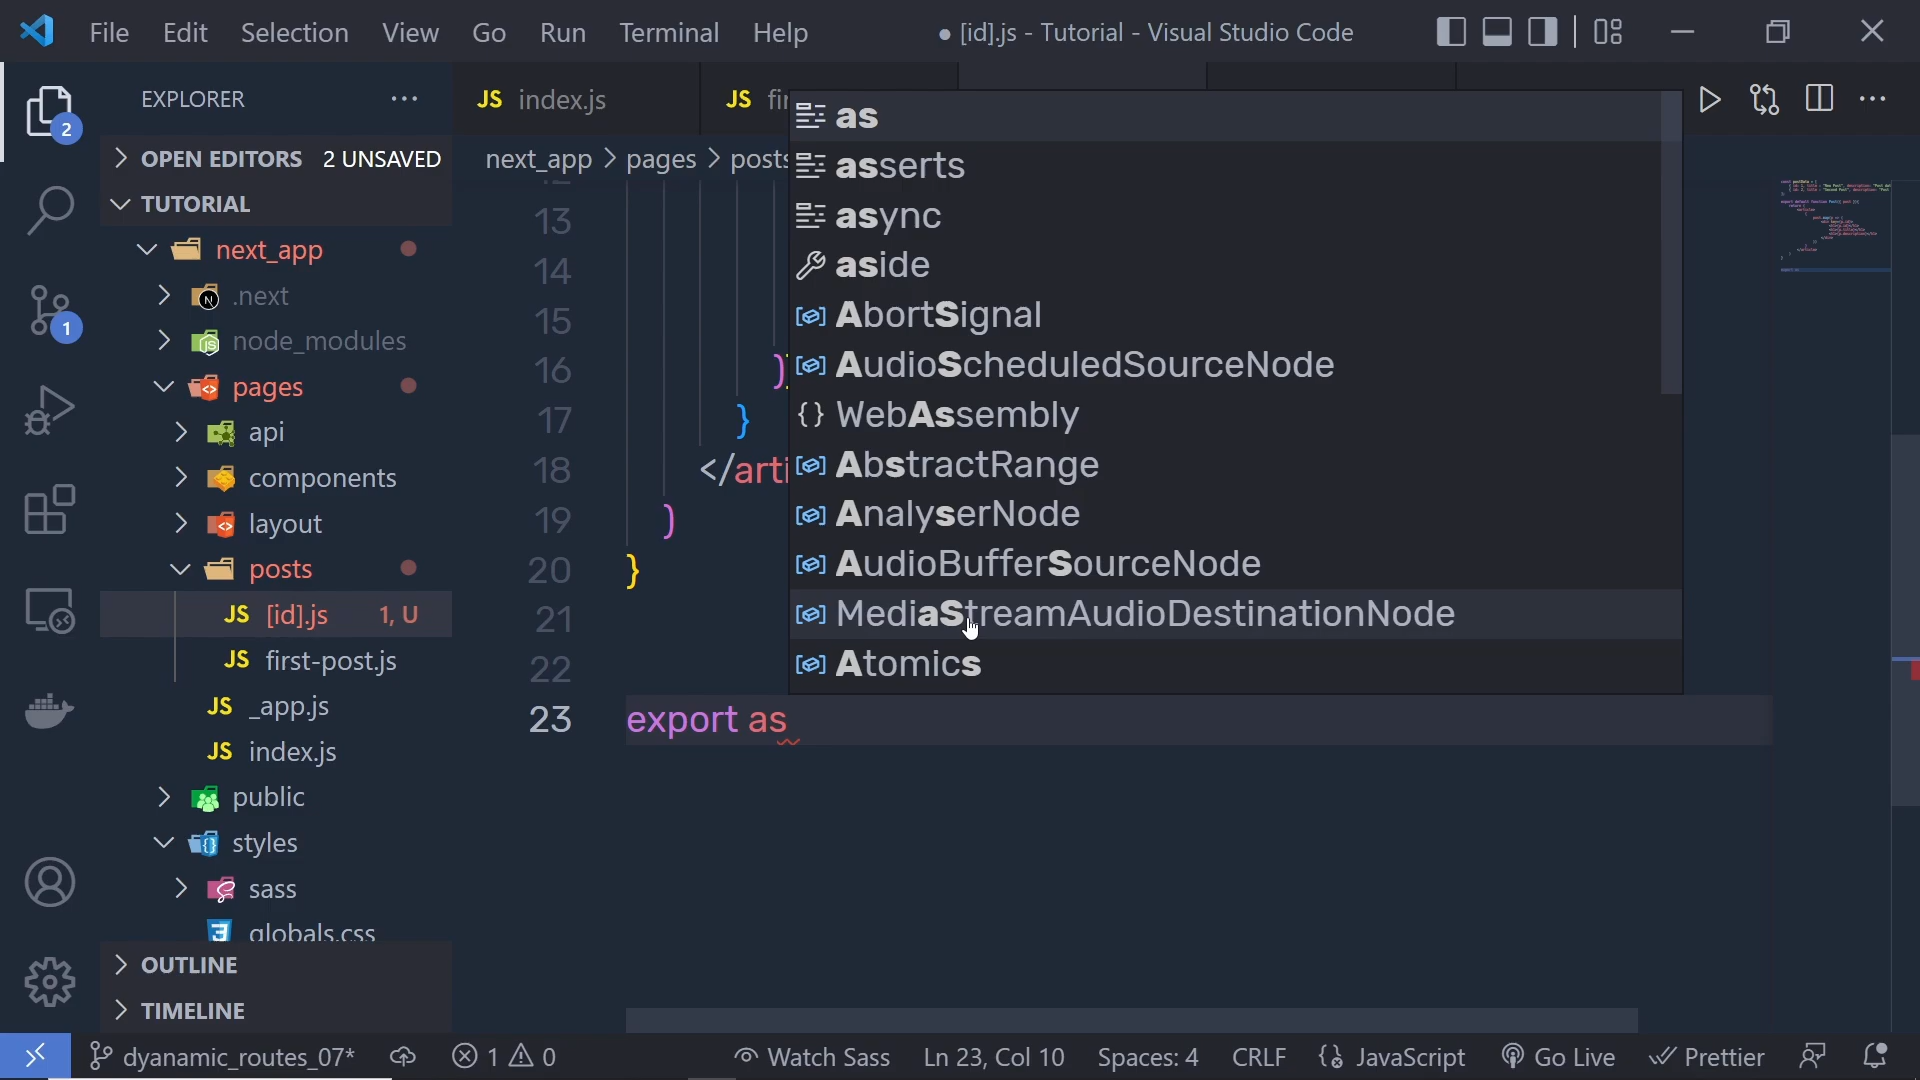 File Edit Selection View Go Run Terminal Help
● [id].js - Tutorial - Visual Studio Code
2
1
EXPLORER ...
OPEN EDITORS 2 UNSAVED
TUTORIAL
next_app
.next
node_modules
pages
api
components
layout
posts
JS [id].js 1, U
JS first-post.js
JS _app.js
JS index.js
public
styles
sass
globals.css
OUTLINE
TIMELINE
JS index.js
JS fi
next_app > pages > posts
13
14
15
16 )
17 }
18 </arti
19 )
20 }
21
22
23 export as
as
asserts
async
aside
AbortSignal
AudioScheduledSourceNode
WebAssembly
AbstractRange
AnalyserNode
AudioBufferSourceNode
MediaStreamAudioDestinationNode
Atomics
dyanamic_routes_07* 1 0 Watch Sass Ln 23, Col 10 Spaces: 4 CRLF JavaScript Go Live Prettier